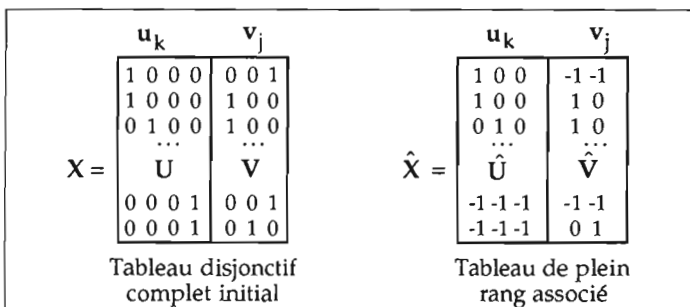 u_k v_j u_k v_j
1 0 0 0 0 0 1 1 0 0 -1 -1
1 0 0 0 1 0 0 1 0 0 1 0
0 1 0 0 1 0 0 0 1 0 1 0
... ... ... ...
X = U V X̂ = Û V̂
0 0 0 1 0 0 1 -1 -1 -1 -1 -1
0 0 0 1 0 1 0 -1 -1 -1 0 1
Tableau disjonctif Tableau de plein
complet initial rang associé